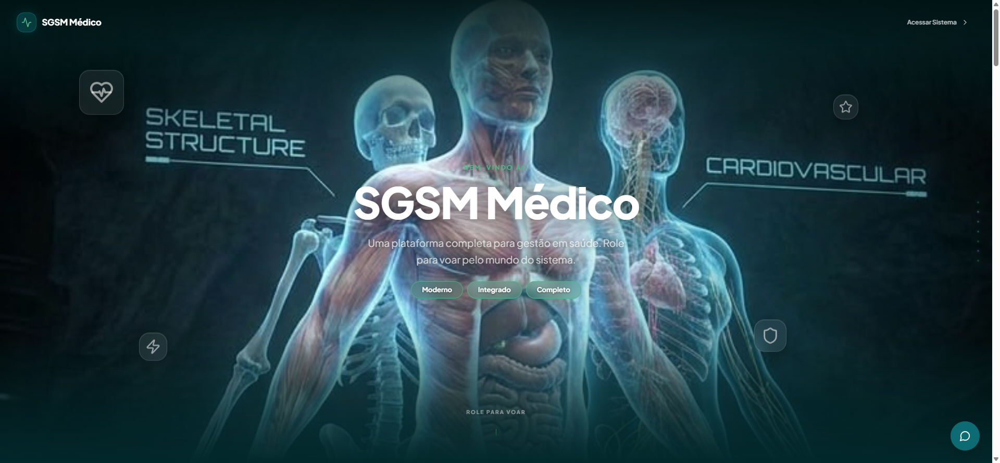 SGSM Médico
Acessar Sistema
SKELETAL
STRUCTURE
CARDIOVASCULAR
BEM-VINDO AO
SGSM Médico
Uma plataforma completa para gestão em saúde. Role
para voar pelo mundo do sistema.
Moderno
Integrado
Completo
ROLE PARA VOAR